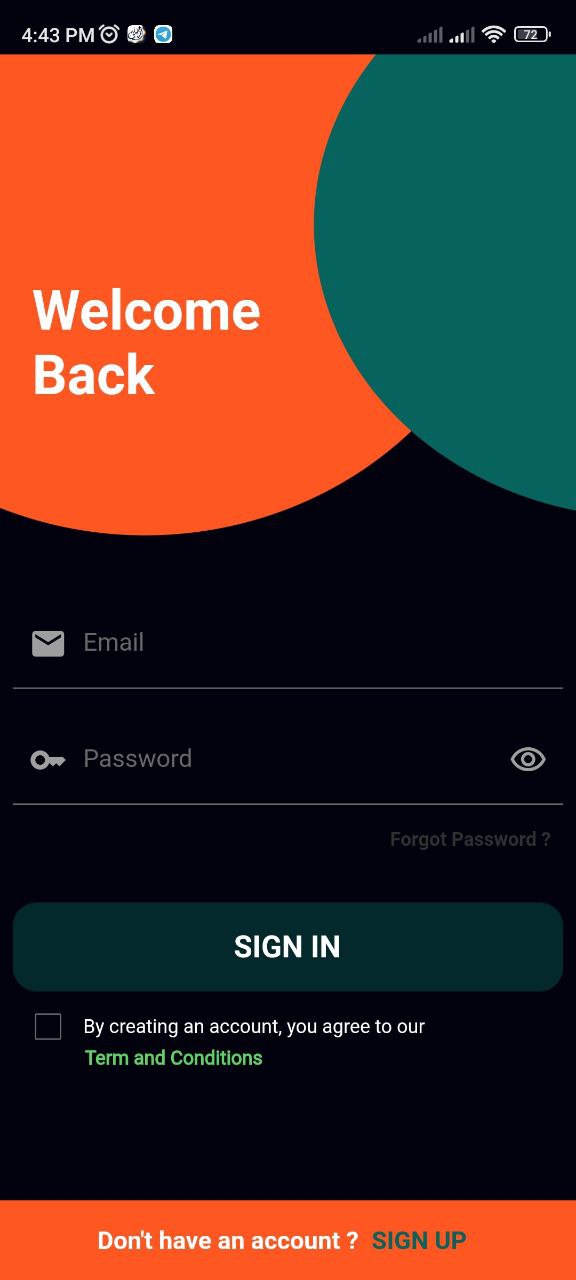 4:43 PM
72
Welcome
Back
Email
Password
Forgot Password ?
SIGN IN
By creating an account, you agree to our
Term and Conditions
Don't have an account ? SIGN UP